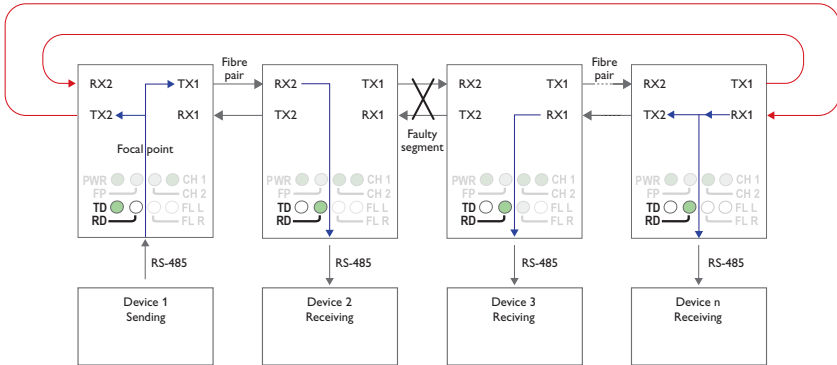 Fibre
pair
Fibre
pair
RX2
TX1
TX2
RX1
Focal point
PWR
CH 1
FP
CH 2
TD
FL L
RD
FL R
RX2
TX1
TX2
RX1
PWR
CH 1
FP
CH 2
TD
FL L
RD
FL R
Faulty
segment
RX2
TX1
TX2
RX1
PWR
CH 1
FP
CH 2
TD
FL L
RD
FL R
RX2
TX1
TX2
RX1
PWR
CH 1
FP
CH 2
TD
FL L
RD
FL R
RS-485
RS-485
RS-485
RS-485
Device 1
Sending
Device 2
Receiving
Device 3
Reciving
Device n
Receiving